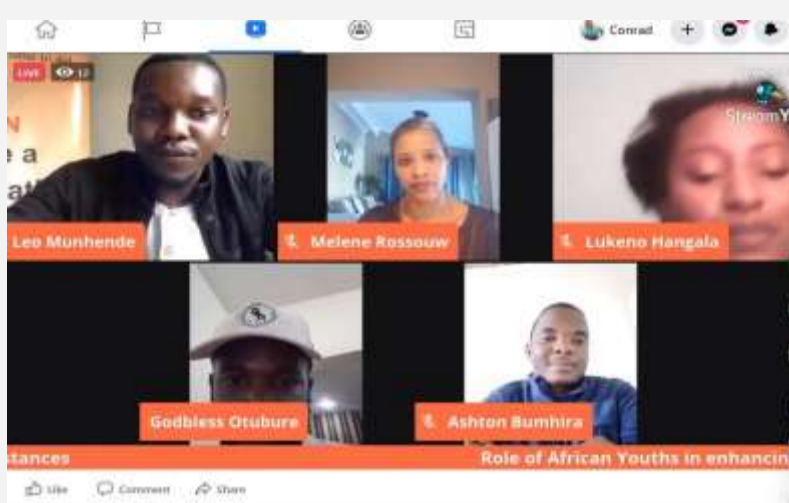 Conrad
LIVE 12
StreamY
N
e a
at
Leo Munhende
Melene Rossouw
Lukeno Hangala
Godbless Otubure
Ashton Bumhira
stances
Role of African Youths in enhancin
Like
Comment
Share